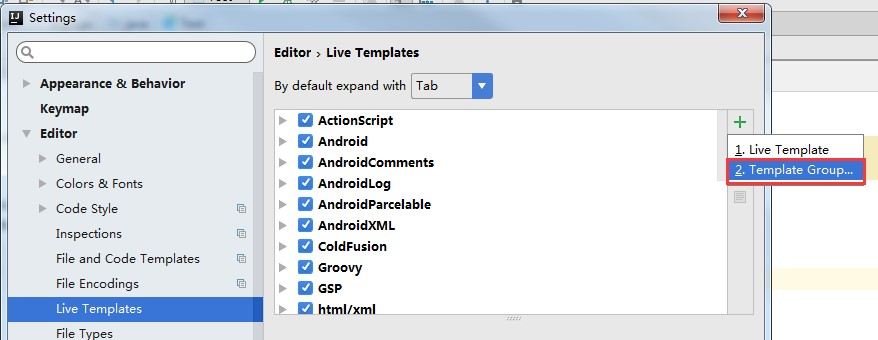 IJ Settings
Appearance & Behavior
Keymap
Editor
General
Colors & Fonts
Code Style
Inspections
File and Code Templates
File Encodings
Live Templates
File Types
Editor › Live Templates
By default expand with Tab
ActionScript
Android
AndroidComments
AndroidLog
AndroidParcelable
AndroidXML
ColdFusion
Groovy
GSP
html/xml
1. Live Template
2. Template Group...